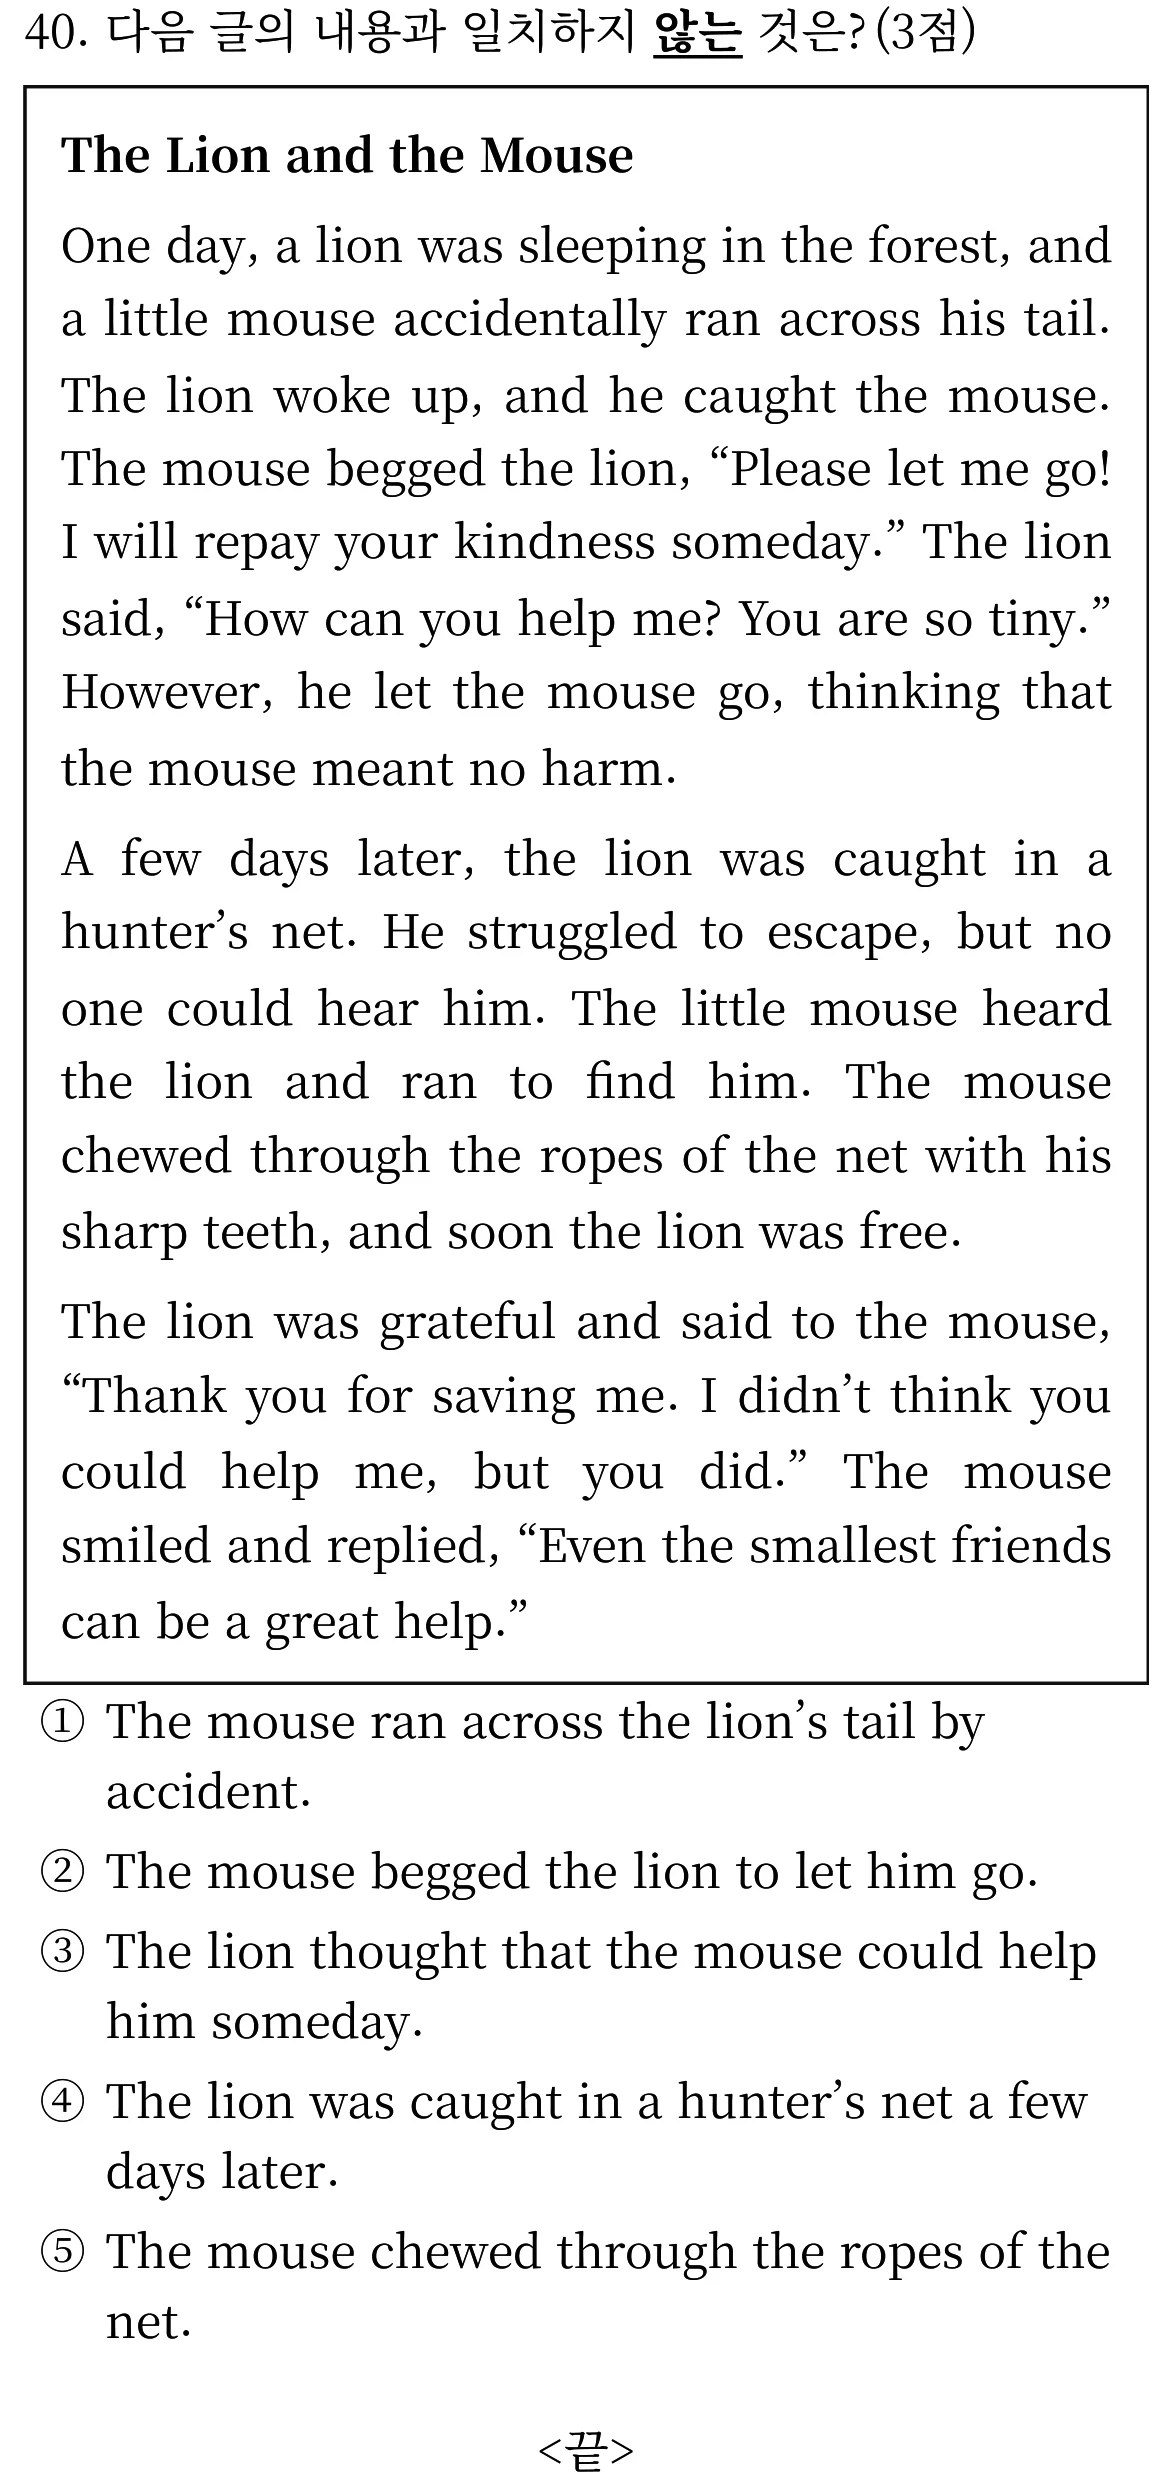 40. 다음 글의 내용과 일치하지 않는 것은?(3점)
The Lion and the Mouse
One day, a lion was sleeping in the forest, and
a little mouse accidentally ran across his tail.
The lion woke up, and he caught the mouse.
The mouse begged the lion, “Please let me go!
I will repay your kindness someday.” The lion
said, “How can you help me? You are so tiny.”
However, he let the mouse go, thinking that
the mouse meant no harm.
A few days later, the lion was caught in a
hunter’s net. He struggled to escape, but no
one could hear him. The little mouse heard
the lion and ran to find him. The mouse
chewed through the ropes of the net with his
sharp teeth, and soon the lion was free.
The lion was grateful and said to the mouse,
“Thank you for saving me. I didn’t think you
could help me, but you did.” The mouse
smiled and replied, “Even the smallest friends
can be a great help.”
① The mouse ran across the lion’s tail by
accident.
② The mouse begged the lion to let him go.
③ The lion thought that the mouse could help
him someday.
④ The lion was caught in a hunter’s net a few
days later.
⑤ The mouse chewed through the ropes of the
net.
<끝>